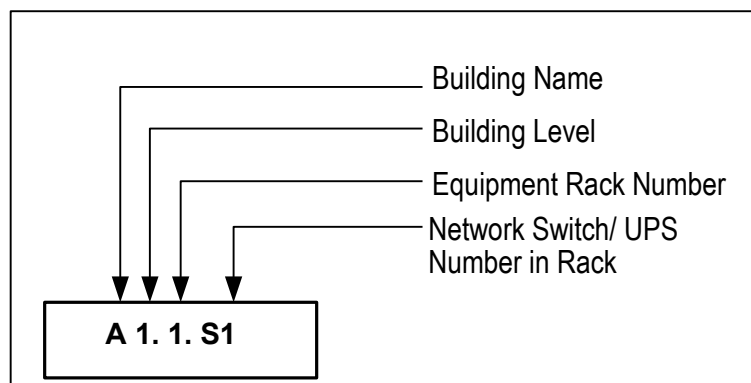 Building Name
Building Level
Equipment Rack Number
Network Switch/ UPS
Number in Rack
A 1. 1. S1